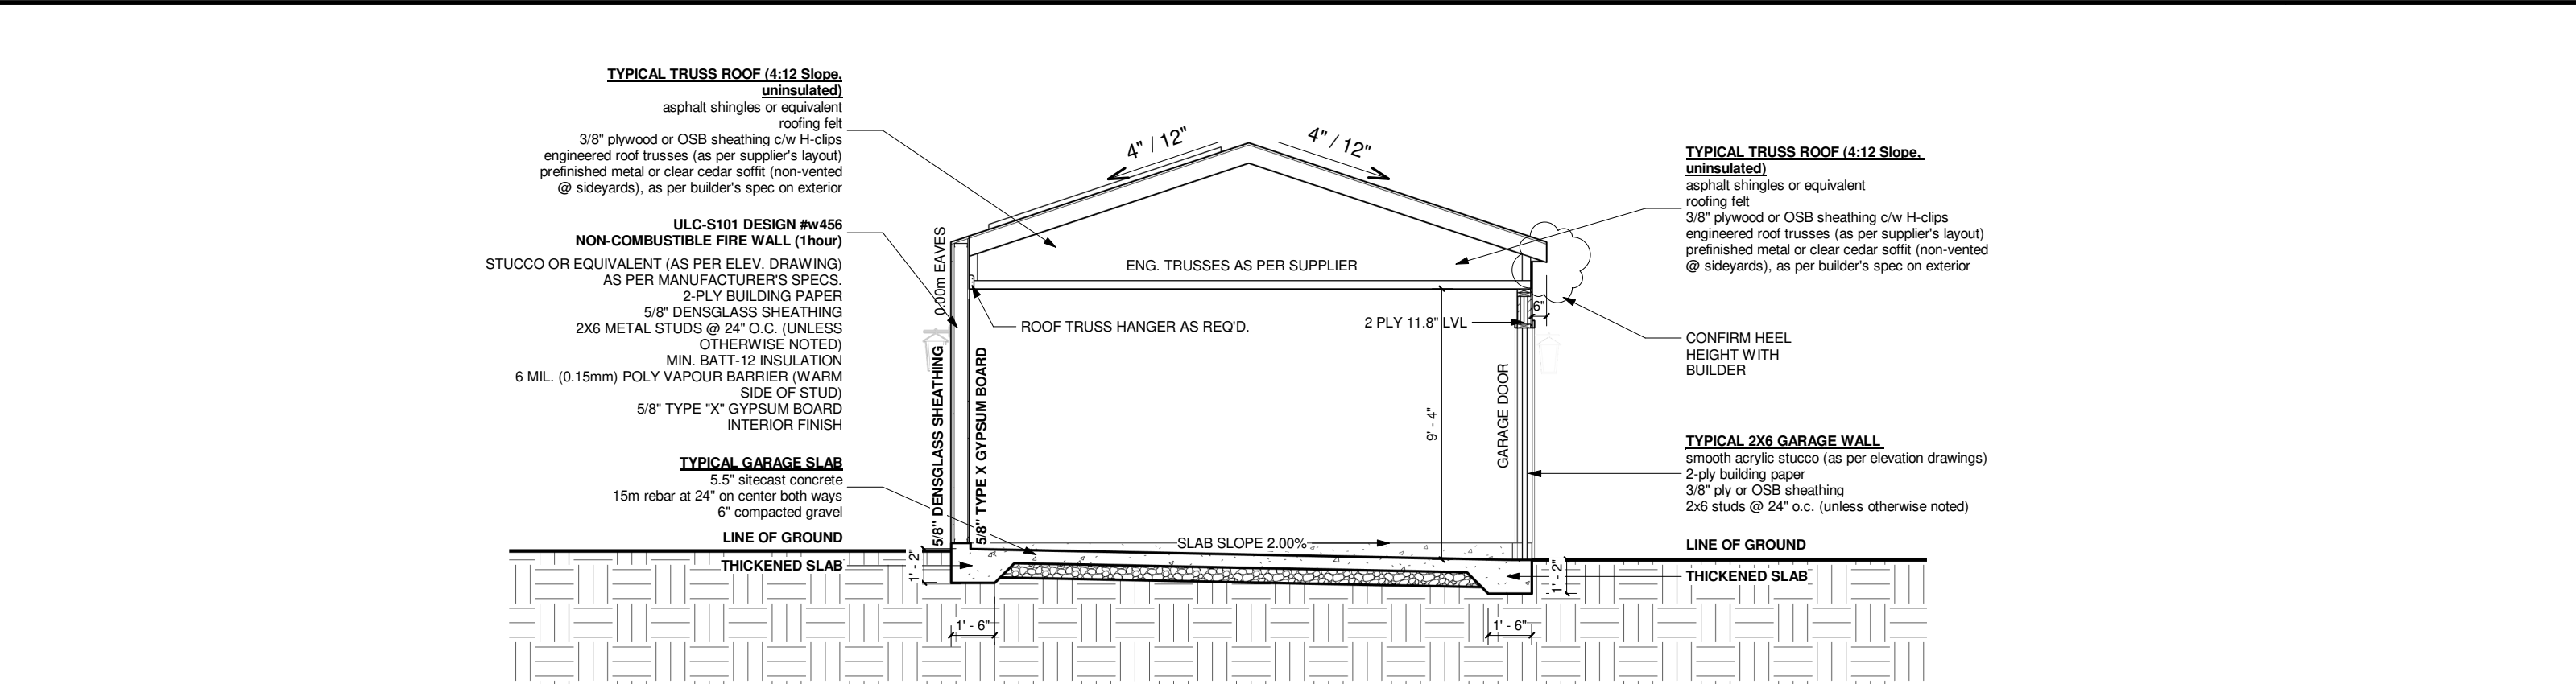 TYPICAL TRUSS ROOF (4:12 Slope,
uninsulated)
asphalt shingles or equivalent
roofing felt
3/8" plywood or OSB sheathing c/w H-clips
engineered roof trusses (as per supplier's layout)
prefinished metal or clear cedar soffit (non-vented
@ sideyards), as per builder's spec on exterior
ULC-S101 DESIGN #w456
NON-COMBUSTIBLE FIRE WALL (1hour)
STUCCO OR EQUIVALENT (AS PER ELEV. DRAWING)
AS PER MANUFACTURER'S SPECS.
2-PLY BUILDING PAPER
5/8" DENSGLASS SHEATHING
2X6 METAL STUDS @ 24" O.C. (UNLESS
OTHERWISE NOTED)
MIN. BATT-12 INSULATION
6 MIL. (0.15mm) POLY VAPOUR BARRIER (WARM
SIDE OF STUD)
5/8" TYPE "X" GYPSUM BOARD
INTERIOR FINISH
TYPICAL GARAGE SLAB
5.5" sitecast concrete
15m rebar at 24" on center both ways
6" compacted gravel
LINE OF GROUND
THICKENED SLAB
4" / 12"
4" / 12"
0.00m EAVES
ENG. TRUSSES AS PER SUPPLIER
ROOF TRUSS HANGER AS REQ'D.
2 PLY 11.8" LVL
6"
5/8" DENSGLASS SHEATHING
5/8" TYPE X GYPSUM BOARD
9' - 4"
GARAGE DOOR
SLAB SLOPE 2.00%
1' - 2"
1' - 2"
1' - 6"
1' - 6"
TYPICAL TRUSS ROOF (4:12 Slope,
uninsulated)
asphalt shingles or equivalent
roofing felt
3/8" plywood or OSB sheathing c/w H-clips
engineered roof trusses (as per supplier's layout)
prefinished metal or clear cedar soffit (non-vented
@ sideyards), as per builder's spec on exterior
CONFIRM HEEL
HEIGHT WITH
BUILDER
TYPICAL 2X6 GARAGE WALL
smooth acrylic stucco (as per elevation drawings)
2-ply building paper
3/8" ply or OSB sheathing
2x6 studs @ 24" o.c. (unless otherwise noted)
LINE OF GROUND
THICKENED SLAB